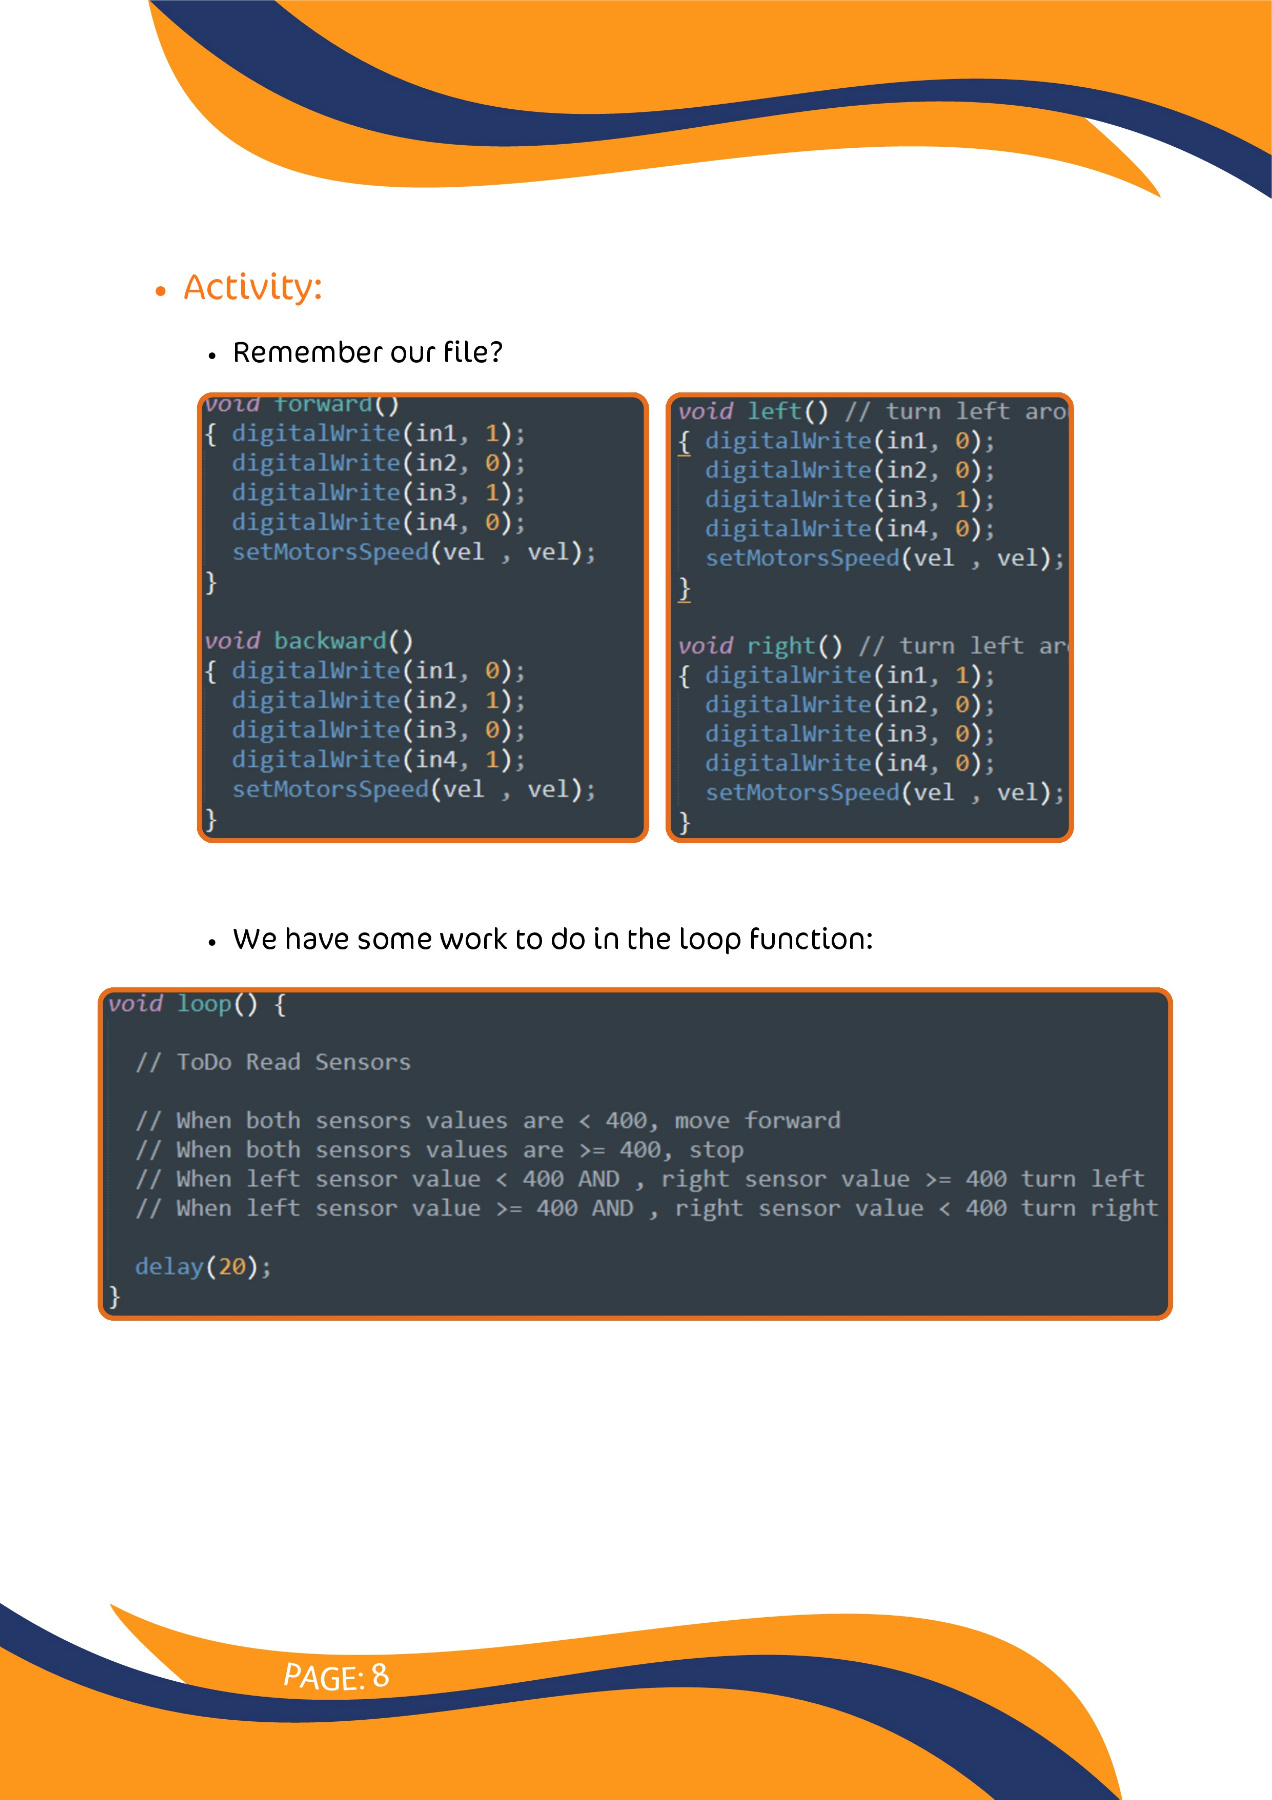 • Activity:
• Remember our file?
void forward()
{ digitalWrite(in1, 1);
digitalWrite(in2, 0);
digitalWrite(in3, 1);
digitalWrite(in4, 0);
setMotorsSpeed(vel , vel);
}
void backward()
{ digitalWrite(in1, 0);
digitalWrite(in2, 1);
digitalWrite(in3, 0);
digitalWrite(in4, 1);
setMotorsSpeed(vel , vel);
}
void left() // turn left aro
{ digitalWrite(in1, 0);
digitalWrite(in2, 0);
digitalWrite(in3, 1);
digitalWrite(in4, 0);
setMotorsSpeed(vel , vel);
}
void right() // turn left ar
{ digitalWrite(in1, 1);
digitalWrite(in2, 0);
digitalWrite(in3, 0);
digitalWrite(in4, 0);
setMotorsSpeed(vel , vel);
}
• We have some work to do in the loop function:
void loop() {
// ToDo Read Sensors
// When both sensors values are < 400, move forward
// When both sensors values are >= 400, stop
// When left sensor value < 400 AND , right sensor value >= 400 turn left
// When left sensor value >= 400 AND , right sensor value < 400 turn right
delay(20);
}
PAGE: 8